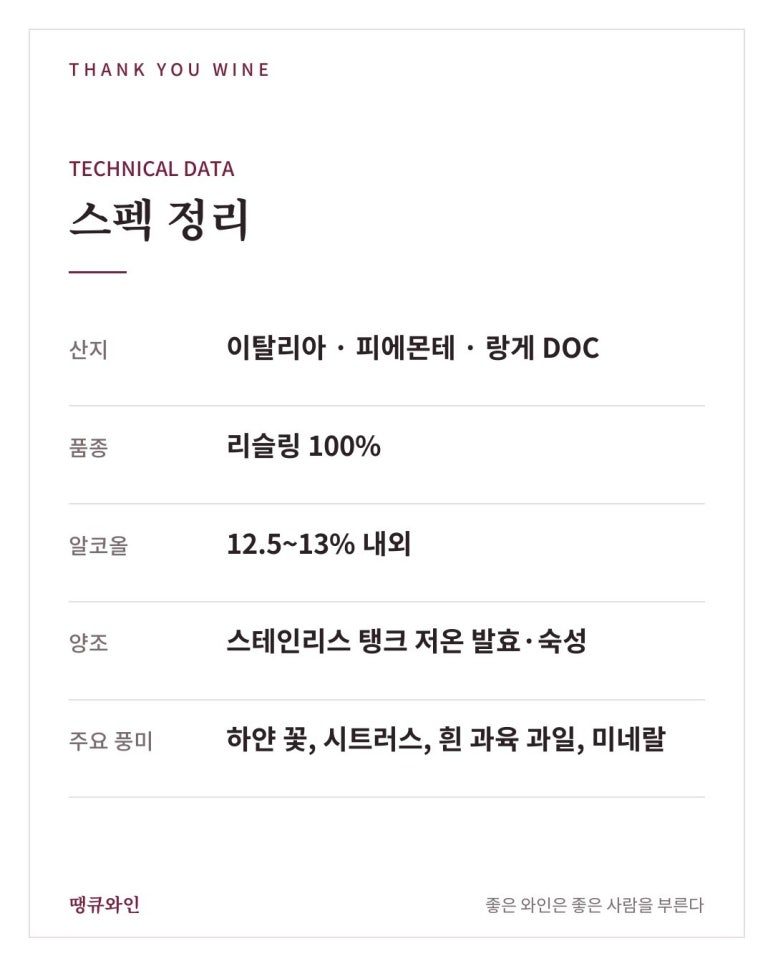 THANK YOU WINE
TECHNICAL DATA
스펙 정리
산지 이탈리아 · 피에몬테 · 랑게 DOC
품종 리슬링 100%
알코올 12.5~13% 내외
양조 스테인리스 탱크 저온 발효·숙성
주요 풍미 하얀 꽃, 시트러스, 흰 과육 과일, 미네랄
땡큐와인 좋은 와인은 좋은 사람을 부른다